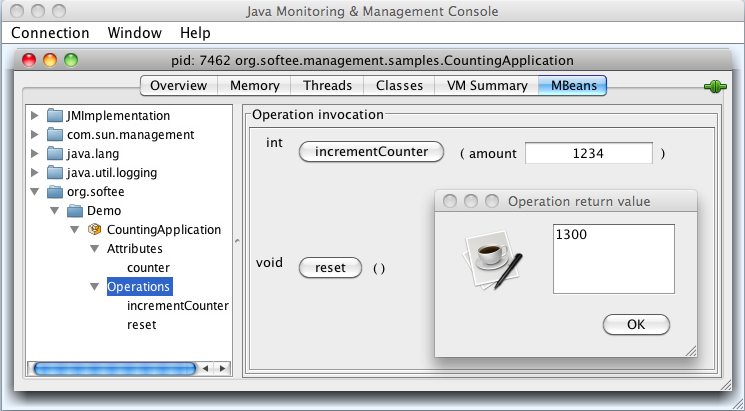 Java Monitoring & Management Console
Connection Window Help
pid: 7462 org.softee.management.samples.CountingApplication
Overview Memory Threads Classes VM Summary MBeans
JMImplementation
com.sun.management
java.lang
java.util.logging
org.softee
Demo
CountingApplication
Attributes
counter
Operations
incrementCounter
reset
Operation invocation
int incrementCounter ( amount 1234 )
void reset ()
Operation return value
1300
OK